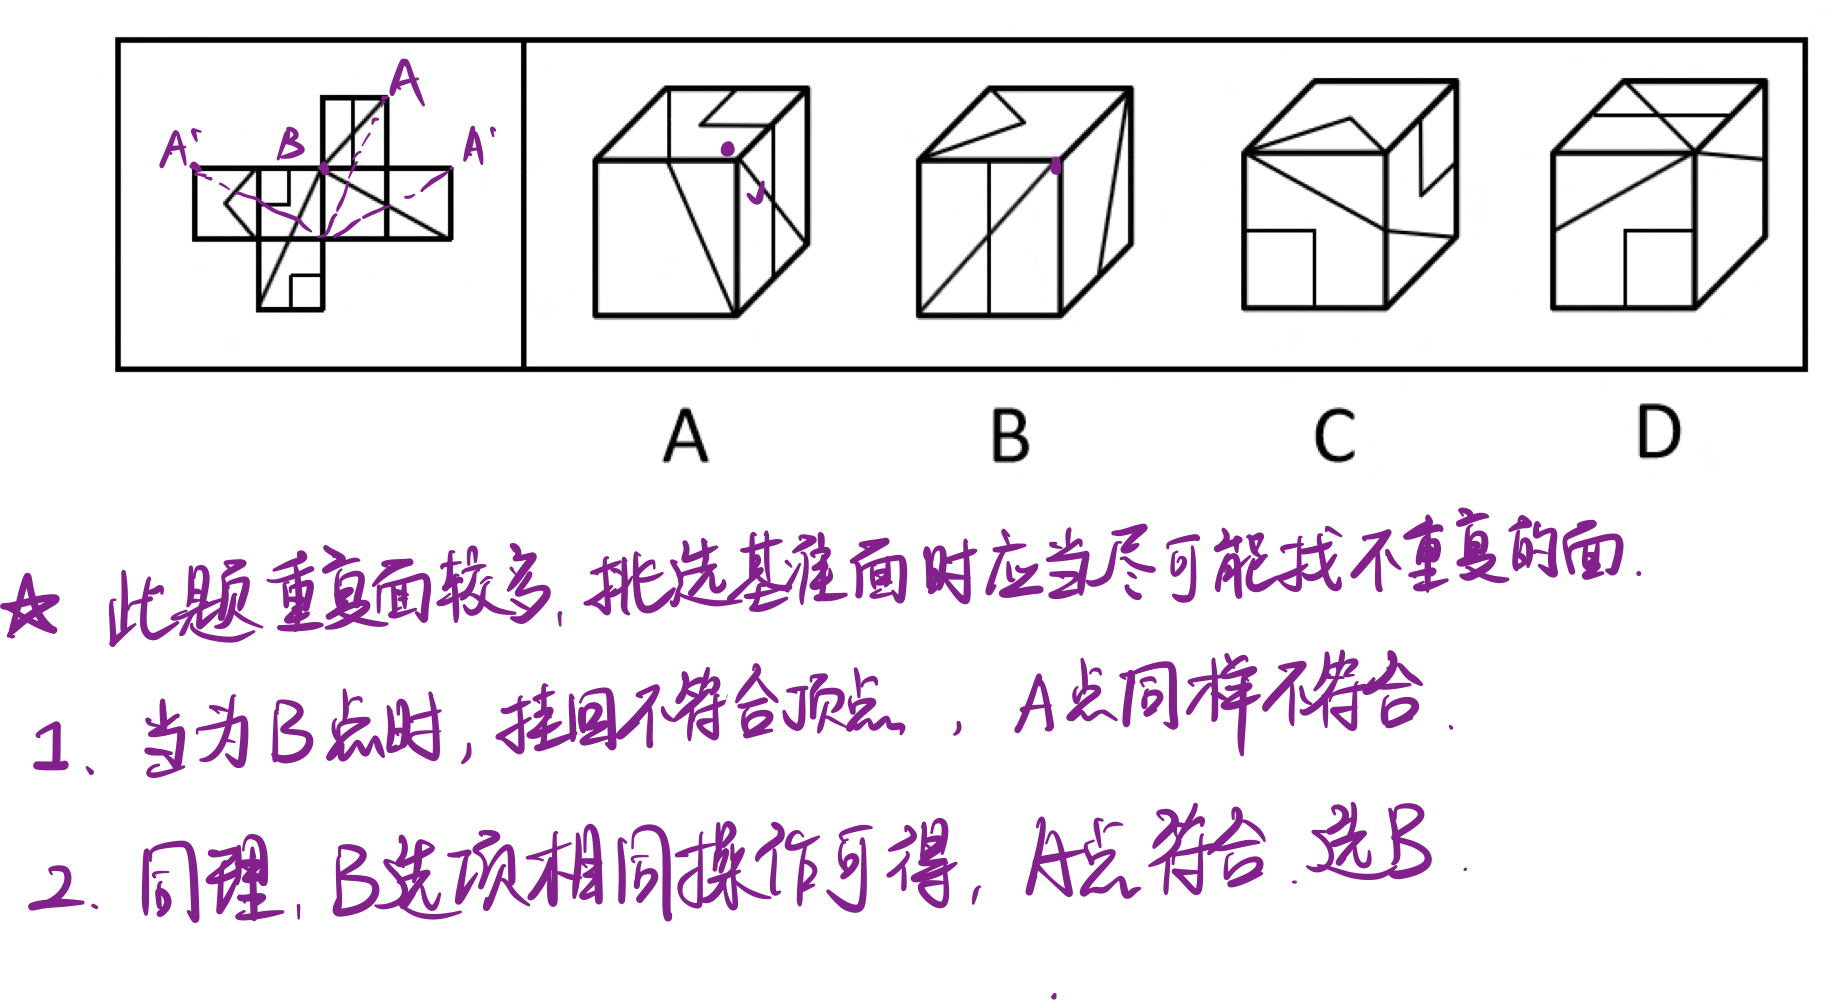 A
A' B A'
A B C D
☆ 此题重复面较多,挑选基准面时应当尽可能找不重复的面.
1、当为B点时,挂回不符合顶点,A点同样不符合.
2、同理,B选项相同操作可得,A点符合.选B.